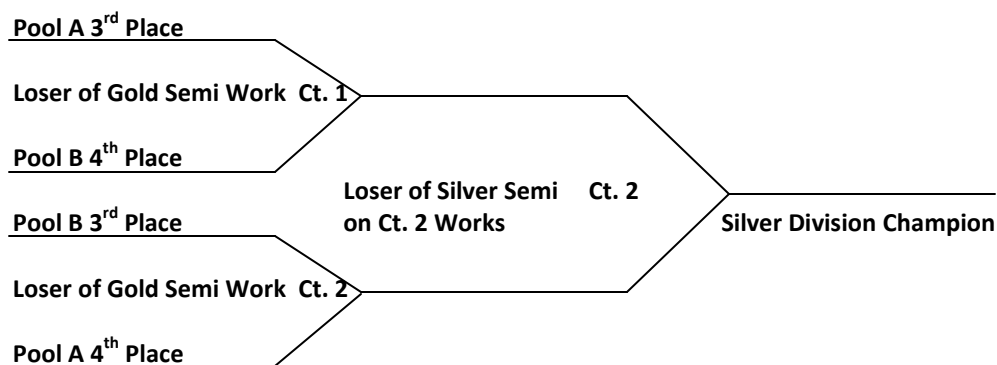 Pool A 3rd Place
Loser of Gold Semi Work Ct. 1
Pool B 4th Place
Loser of Silver Semi Ct. 2
on Ct. 2 Works
Pool B 3rd Place
Silver Division Champion
Loser of Gold Semi Work Ct. 2
Pool A 4th Place